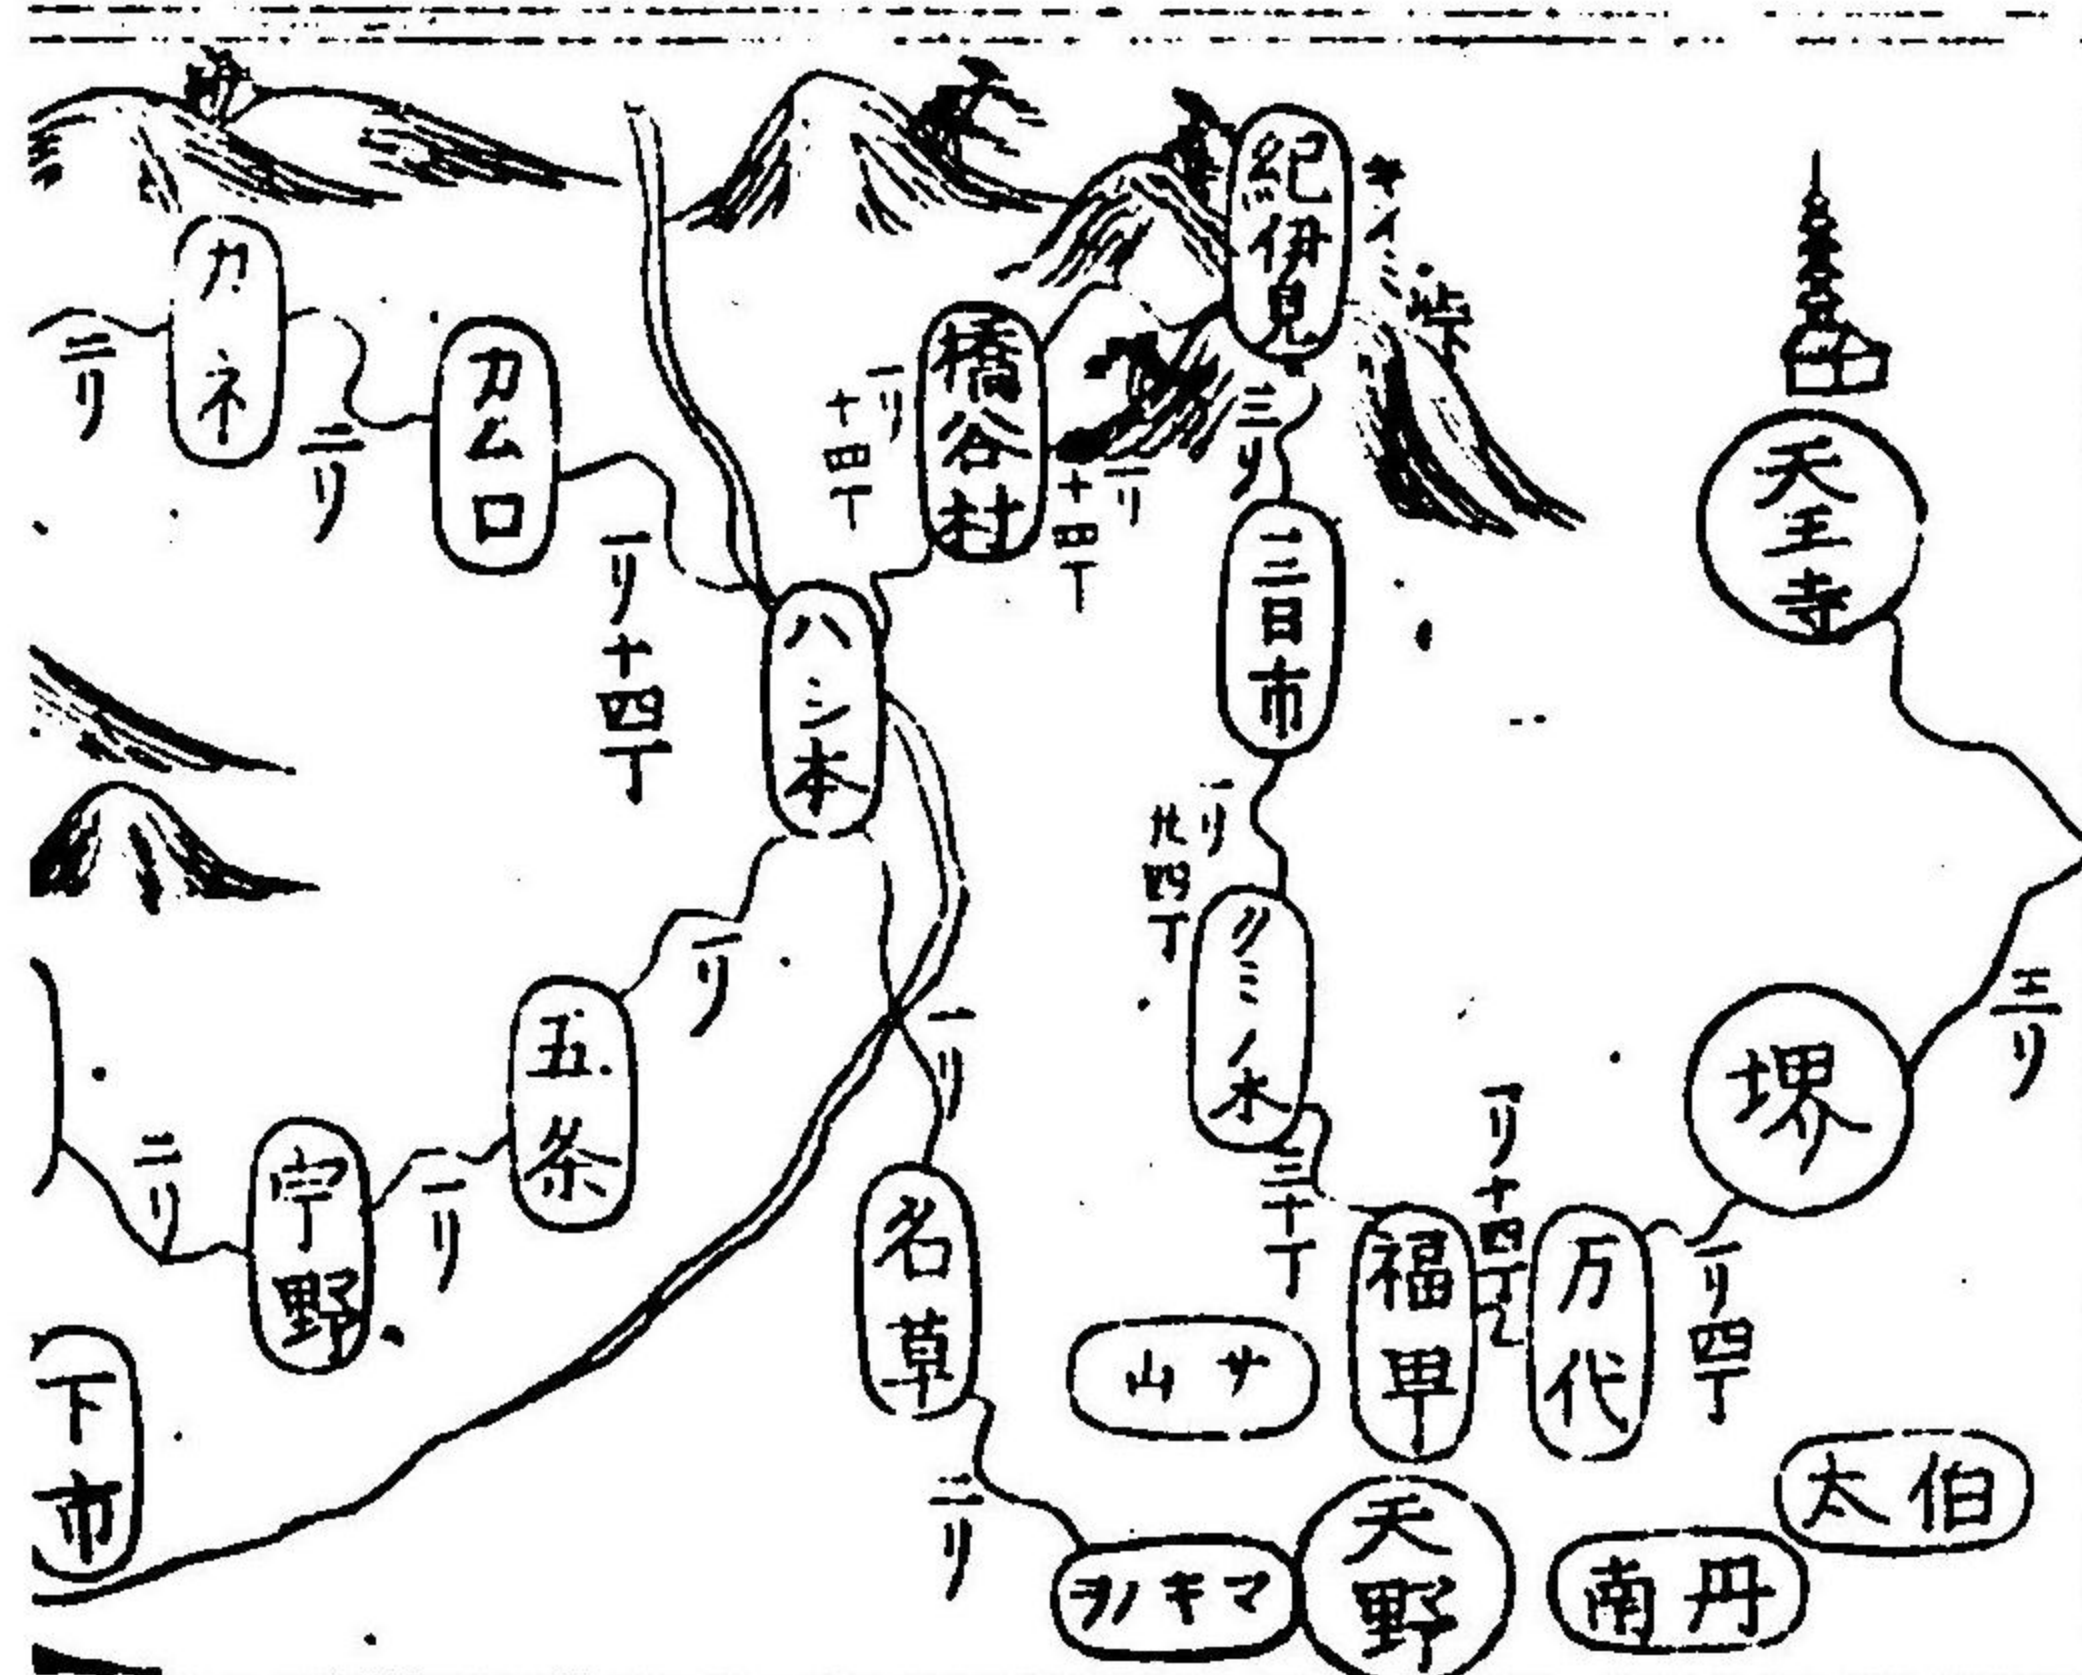 天王寺
三リ
堺
一リ四丁
万代
一リ十四丁
福甼
三十丁
クミノ木
一リ
廿四丁
三日市
三リ
紀伊見
キイミ
峠
一リ
十四丁
橋谷村
一リ
十四丁
ハシ本
一リ十四丁
カムロ
二リ
カネ
三リ
一リ
五条
一リ
宇野
二リ
下市
一リ
名草
二リ
マキノヲ
天野
サ山
丹南
伯太